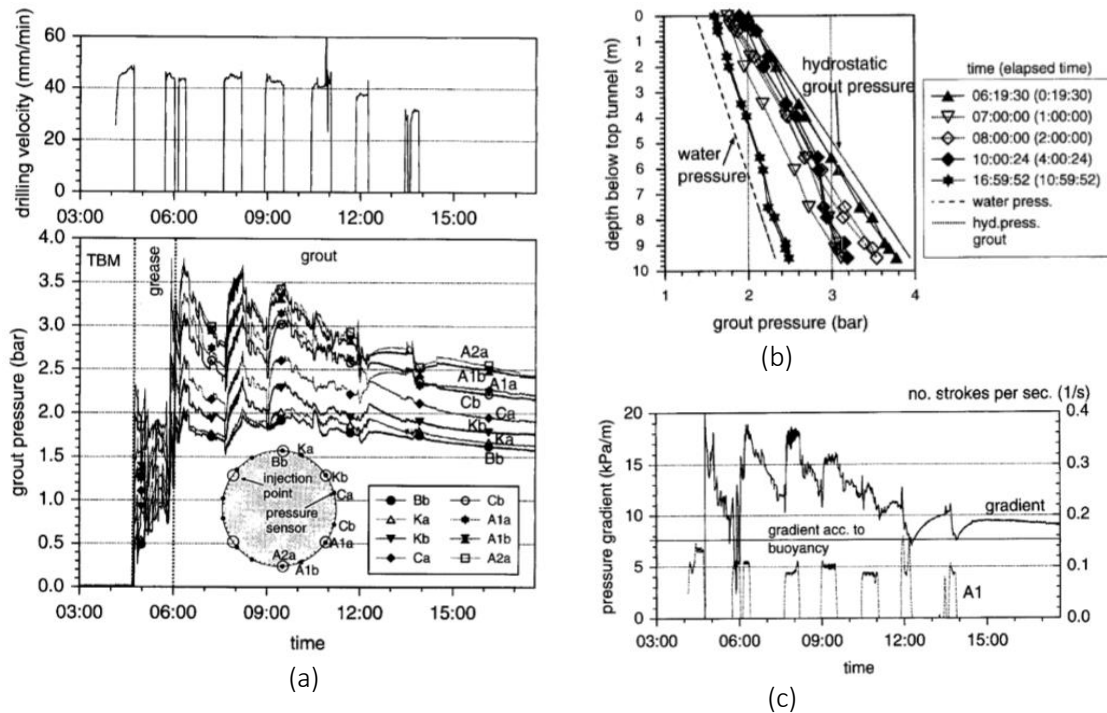 drilling velocity (mm/min)
60
40
20
0
03:00 06:00 09:00 12:00 15:00
grout pressure (bar)
4.0
3.5
3.0
2.5
2.0
1.5
1.0
0.5
0.0
TBM
grease
grout
A2a
A1b
A1a
Cb
Ca
Kb
Ka
Bb
Ka
Bb
Kb
injection
point
Ca
pressure
sensor
Cb
A1a
A2a
A1b
Bb Cb
Ka A1a
Kb A1b
Ca A2a
03:00 06:00 09:00 12:00 15:00
time
(a)
depth below top tunnel (m)
0
1
2
3
4
5
6
7
8
9
10
hydrostatic
grout pressure
water
pressure
1 2 3 4
grout pressure (bar)
time (elapsed time)
06:19:30 (0:19:30)
07:00:00 (1:00:00)
08:00:00 (2:00:00)
10:00:24 (4:00:24)
16:59:52 (10:59:52)
water press.
hyd.press.
grout
(b)
no. strokes per sec. (1/s)
pressure gradient (kPa/m)
20
15
10
5
0
0.4
0.3
0.2
0.1
0.0
gradient
gradient acc. to
buoyancy
A1
03:00 06:00 09:00 12:00 15:00
time
(c)